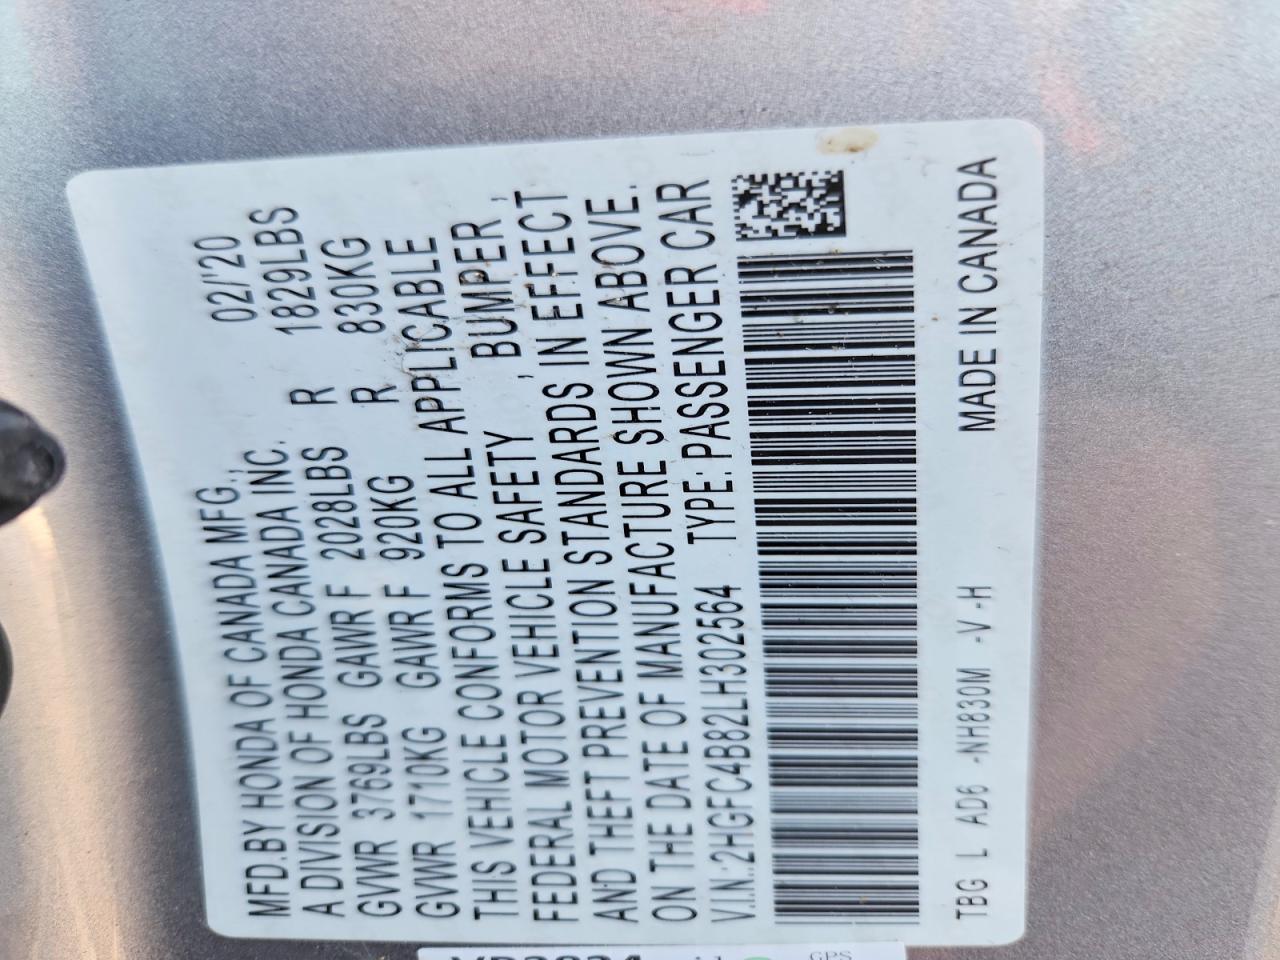 MFD.BY HONDA OF CANADA MFG., 02/'20
A DIVISION OF HONDA CANADA INC.
GVWR 3769LBS GAWR F 2028LBS R 1829LBS
GVWR 1710KG GAWR F 920KG R 830KG
THIS VEHICLE CONFORMS TO ALL APPLICABLE
FEDERAL MOTOR VEHICLE SAFETY , BUMPER ,
AND THEFT PREVENTION STANDARDS IN EFFECT
ON THE DATE OF MANUFACTURE SHOWN ABOVE.
V.I.N.:2HGFC4B82LH302564 TYPE: PASSENGER CAR
TBG L AD6 -NH830M -V -H MADE IN CANADA
GPS